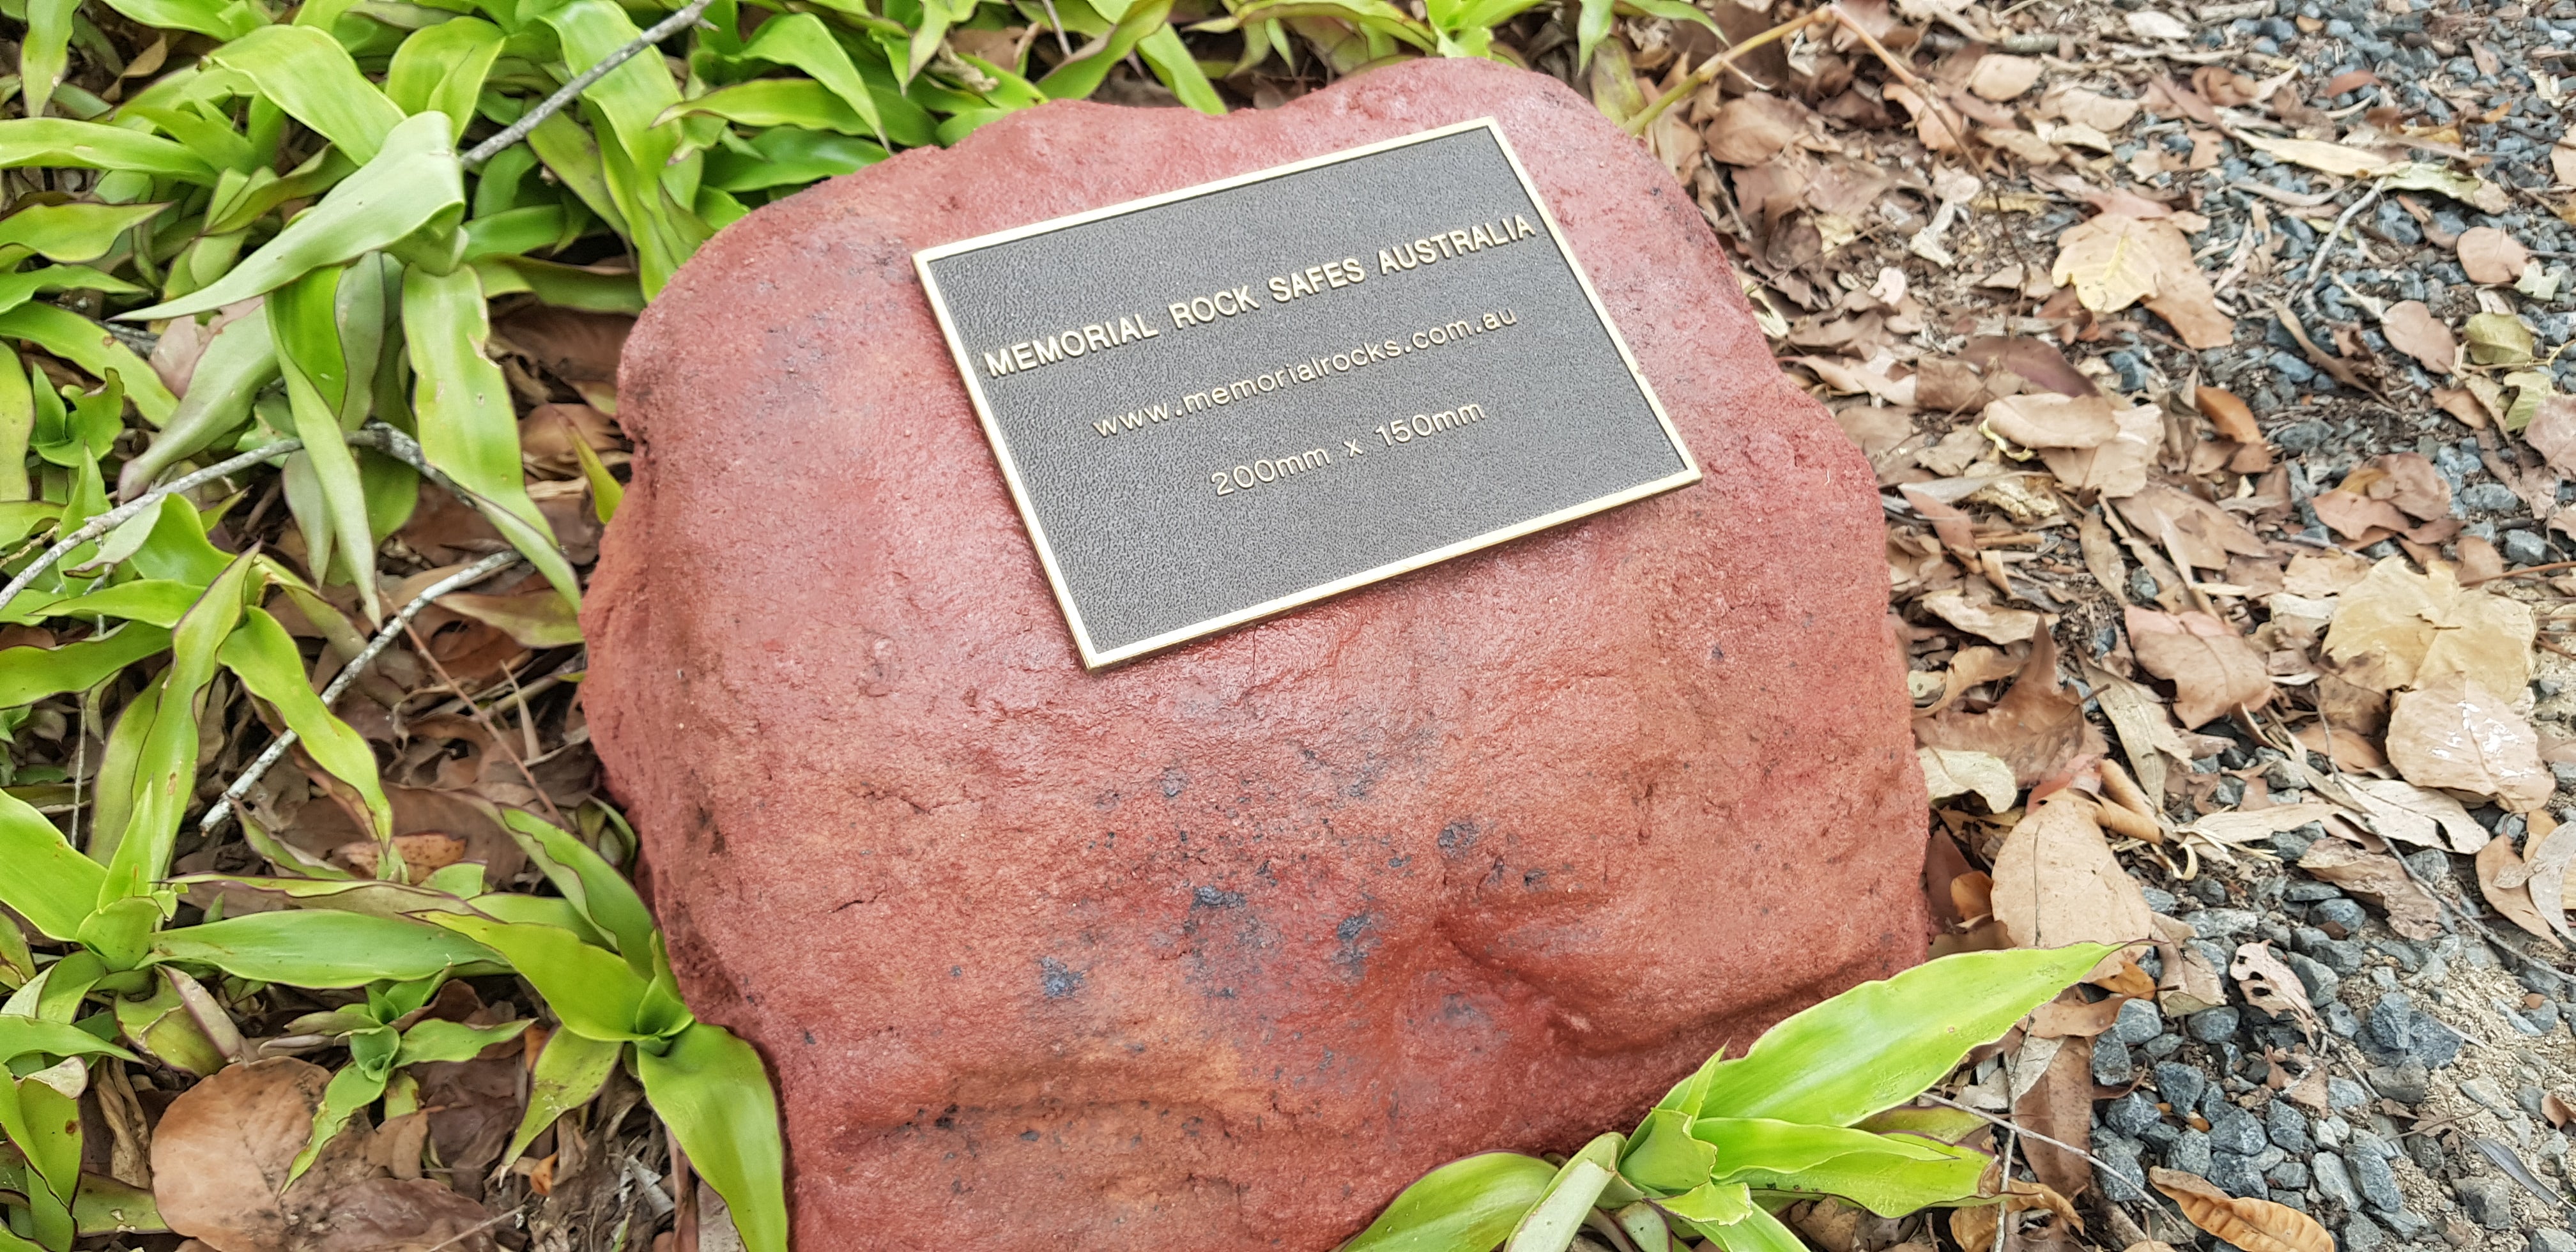 MEMORIAL ROCK SAFES AUSTRALIA
www.memorialrocks.com.au
200mm x 150mm